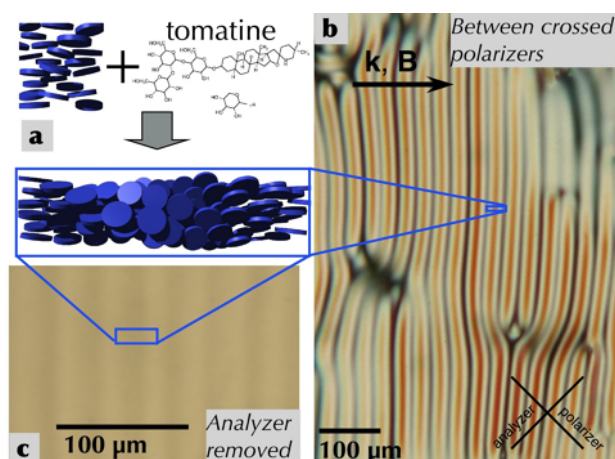 tomatine
a
b
Between crossed
polarizers
k, B
100 µm
analyzer
polarizer
c
100 µm
Analyzer
removed